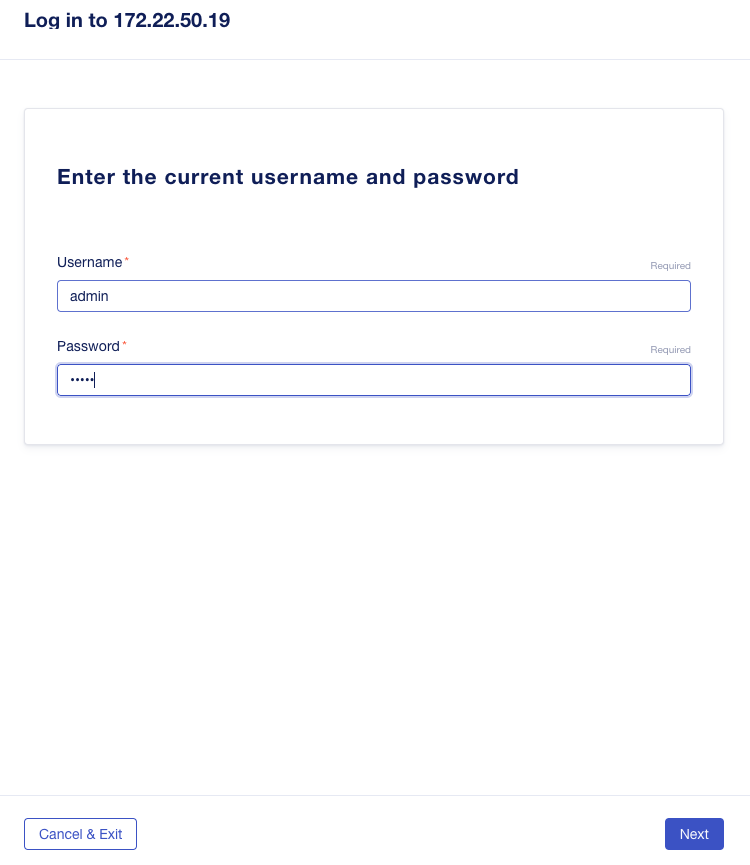 Log in to 172.22.50.19
Enter the current username and password
Username*
Required
admin
Password*
Required
•••••
Cancel & Exit
Next